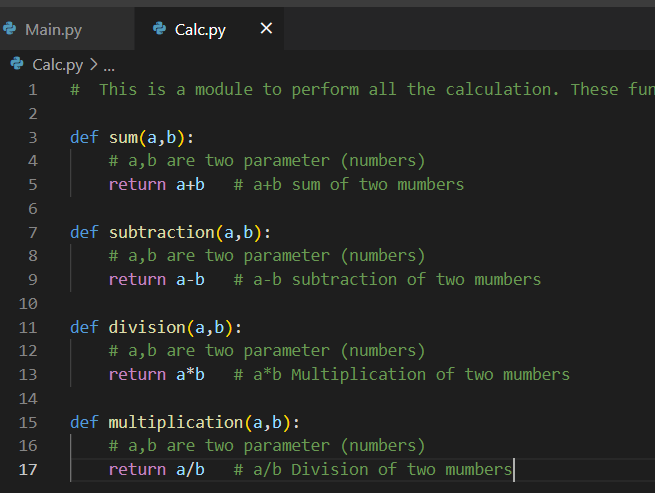 Main.py Calc.py
Calc.py > ...
1 #  This is a module to perform all the calculation. These fun
2
3 def sum(a,b):
4     # a,b are two parameter (numbers)
5     return a+b   # a+b sum of two mumbers
6
7 def subtraction(a,b):
8     # a,b are two parameter (numbers)
9     return a-b   # a-b subtraction of two mumbers
10
11 def division(a,b):
12     # a,b are two parameter (numbers)
13     return a*b   # a*b Multiplication of two mumbers
14
15 def multiplication(a,b):
16     # a,b are two parameter (numbers)
17     return a/b   # a/b Division of two mumbers